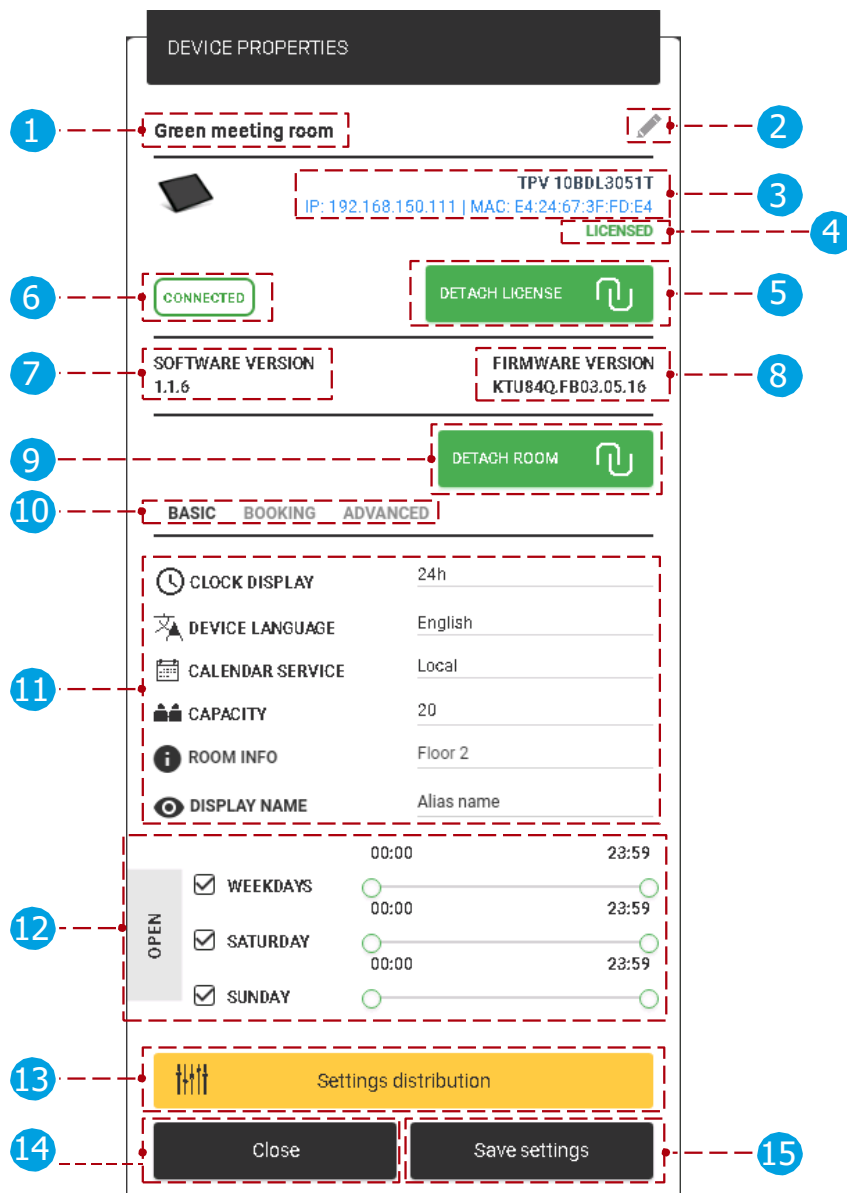 DEVICE PROPERTIES
1
Green meeting room
2
TPV 10BDL3051T
3
IP: 192.168.150.111 | MAC: E4:24:67:3F:FD:E4
LICENSED
4
6
CONNECTED
DETACH LICENSE
5
7
SOFTWARE VERSION
1.1.6
FIRMWARE VERSION
KTU84Q.FB03.05.16
8
9
DETACH ROOM
10
BASIC BOOKING ADVANCED
CLOCK DISPLAY 24h
DEVICE LANGUAGE English
CALENDAR SERVICE Local
11
CAPACITY 20
ROOM INFO Floor 2
DISPLAY NAME Alias name
12
OPEN
00:00 23:59
WEEKDAYS
00:00 23:59
SATURDAY
00:00 23:59
SUNDAY
13
Settings distribution
14
Close
Save settings
15